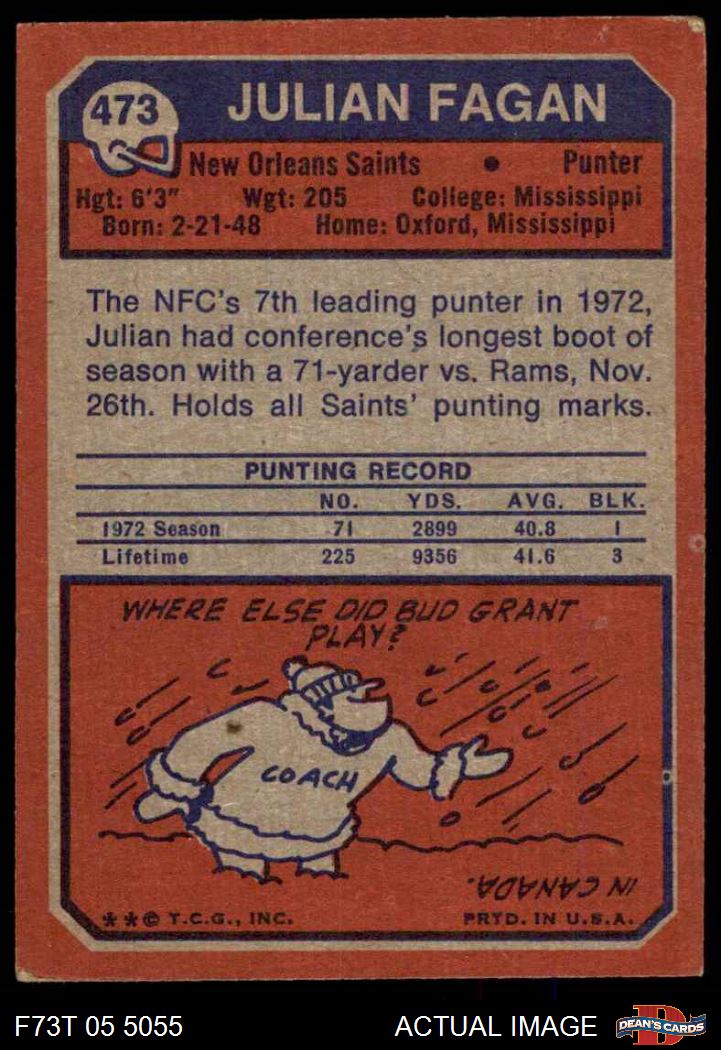 473
JULIAN FAGAN
New Orleans Saints • Punter
Hgt: 6'3" Wgt: 205 College: Mississippi
Born: 2-21-48 Home: Oxford, Mississippi
The NFC's 7th leading punter in 1972,
Julian had conference's longest boot of
season with a 71-yarder vs. Rams, Nov.
26th. Holds all Saints' punting marks.
PUNTING RECORD
NO. YDS. AVG. BLK.
1972 Season 71 2899 40.8 1
Lifetime 225 9356 41.6 3
WHERE ELSE DID BUD GRANT
PLAY?
COACH
IN CANADA.
**© T.C.G., INC. PRTD. IN U.S.A.
F73T 05 5055 ACTUAL IMAGE
D
DEAN'S CARDS